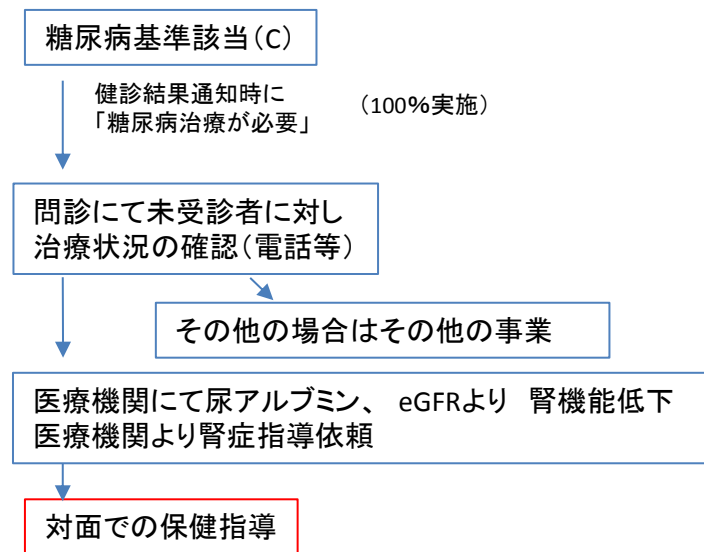 糖尿病基準該当(C)
健診結果通知時に (100%実施)
「糖尿病治療が必要」
問診にて未受診者に対し
治療状況の確認(電話等)
その他の場合はその他の事業
医療機関にて尿アルブミン、 eGFRより 腎機能低下
医療機関より腎症指導依頼
対面での保健指導